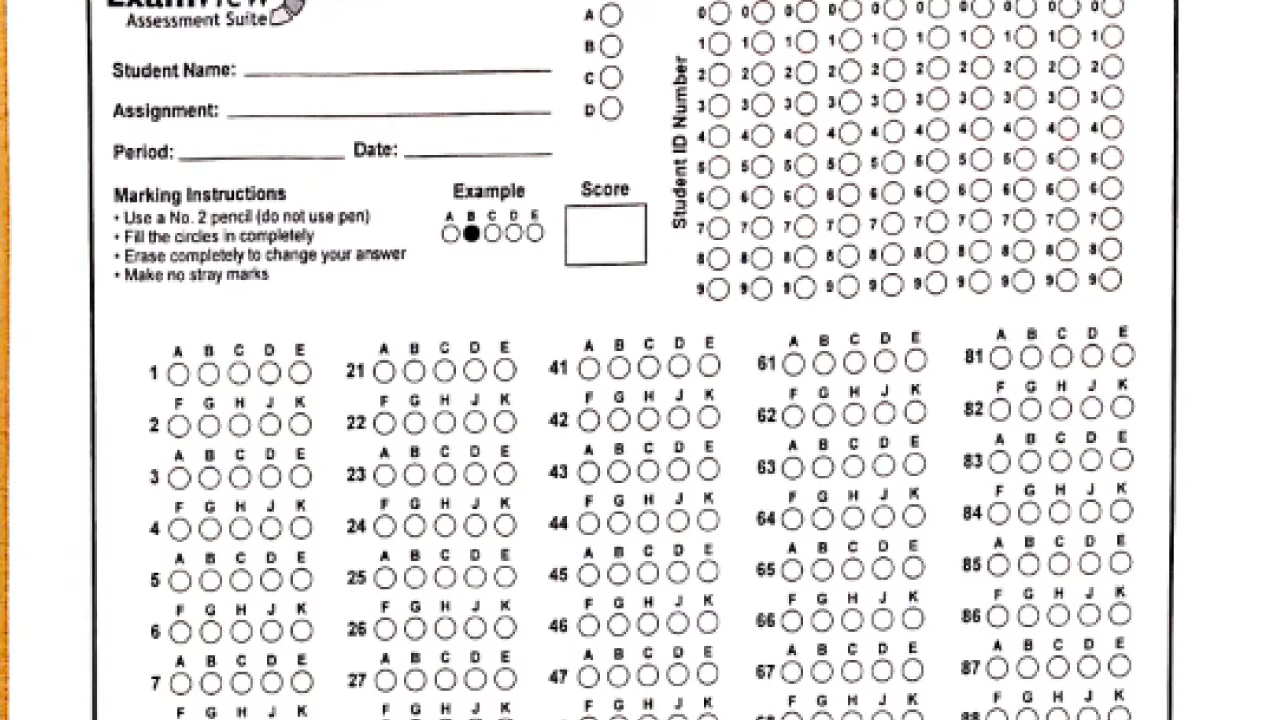 ExamView
Assessment Suite
Student Name:
Assignment:
Period: Date:
Marking Instructions
• Use a No. 2 pencil (do not use pen)
• Fill the circles in completely
• Erase completely to change your answer
• Make no stray marks
Example
A B C D E
Score
A
B
C
D
Student ID Number
0 0 0 0 0 0 0 0 0 0
1 1 1 1 1 1 1 1 1 1
2 2 2 2 2 2 2 2 2 2
3 3 3 3 3 3 3 3 3 3
4 4 4 4 4 4 4 4 4 4
5 5 5 5 5 5 5 5 5 5
6 6 6 6 6 6 6 6 6 6
7 7 7 7 7 7 7 7 7 7
8 8 8 8 8 8 8 8 8 8
9 9 9 9 9 9 9 9 9 9
A B C D E A B C D E A B C D E A B C D E A B C D E
1 21 41 61 81
F G H J K F G H J K F G H J K F G H J K F G H J K
2 22 42 62 82
A B C D E A B C D E A B C D E A B C D E A B C D E
3 23 43 63 83
F G H J K F G H J K F G H J K F G H J K F G H J K
4 24 44 64 84
A B C D E A B C D E A B C D E A B C D E A B C D E
5 25 45 65 85
F G H J K F G H J K F G H J K F G H J K F G H J K
6 26 46 66 86
A B C D E A B C D E A B C D E A B C D E A B C D E
7 27 47 67 87
F G H J K F G H J K F G H J K F G H J K F G H J K
68 88